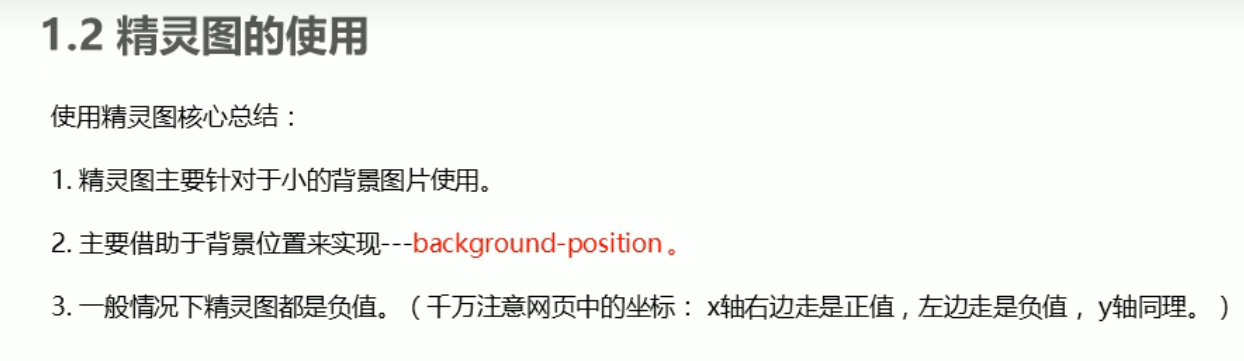 1.2 精灵图的使用
使用精灵图核心总结：
1. 精灵图主要针对于小的背景图片使用。
2. 主要借助于背景位置来实现---background-position 。
3. 一般情况下精灵图都是负值。（千万注意网页中的坐标： x轴右边走是正值，左边走是负值， y轴同理。）